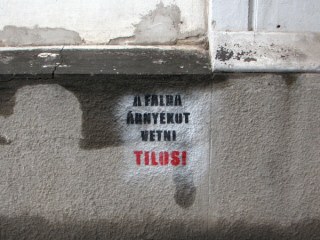 A FALRA
ÁRNYÉKOT
VETNI
TILOS!